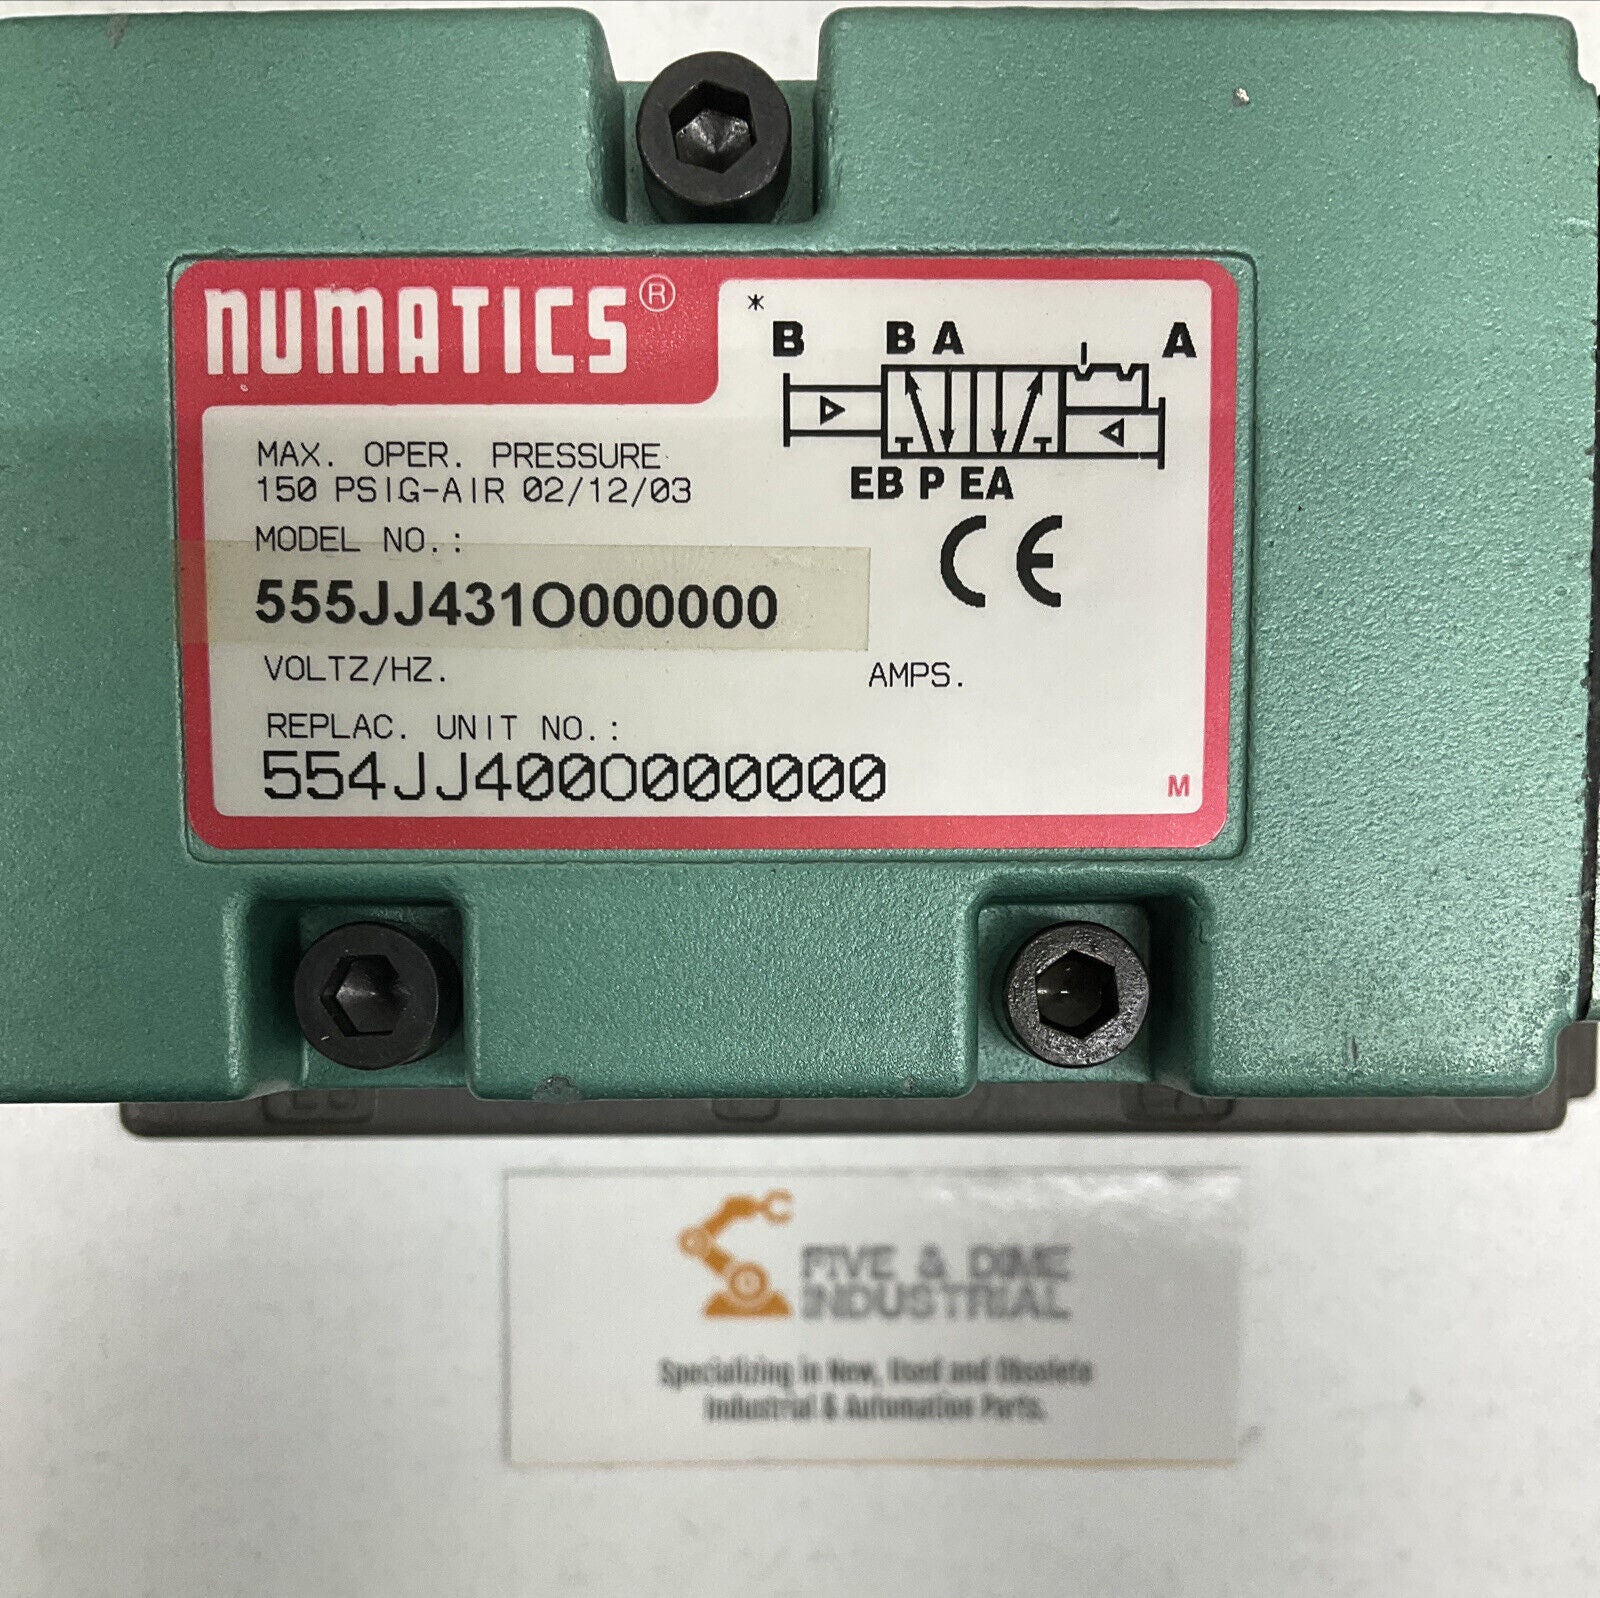 NUMATICS®
*
B BA A
EB P EA
MAX. OPER. PRESSURE
150 PSIG-AIR 02/12/03
MODEL NO.:
555JJ431O000000
CE
VOLTZ/HZ. AMPS.
REPLAC. UNIT NO.:
554JJ400O000000
M
FIVE & DIME
INDUSTRIAL
Specializing in New, Used and Obsolete
Industrial & Automation Parts.